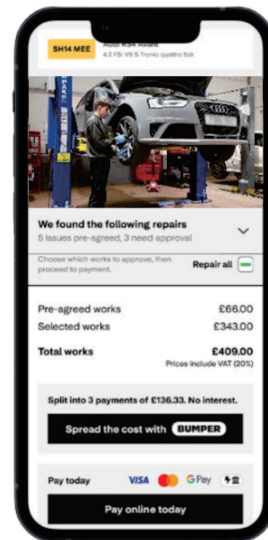 SH14 MEE
Audi RS4 Avant
4.2 FSI V8 S Tronic quattro 5dr
We found the following repairs
5 issues pre-agreed, 3 need approval
Choose which works to approve, then
proceed to payment.
Repair all
Pre-agreed works £66.00
Selected works £343.00
Total works £409.00
Prices include VAT (20%)
Split into 3 payments of £136.33. No interest.
Spread the cost with BUMPER
Pay today VISA G Pay
Pay online today